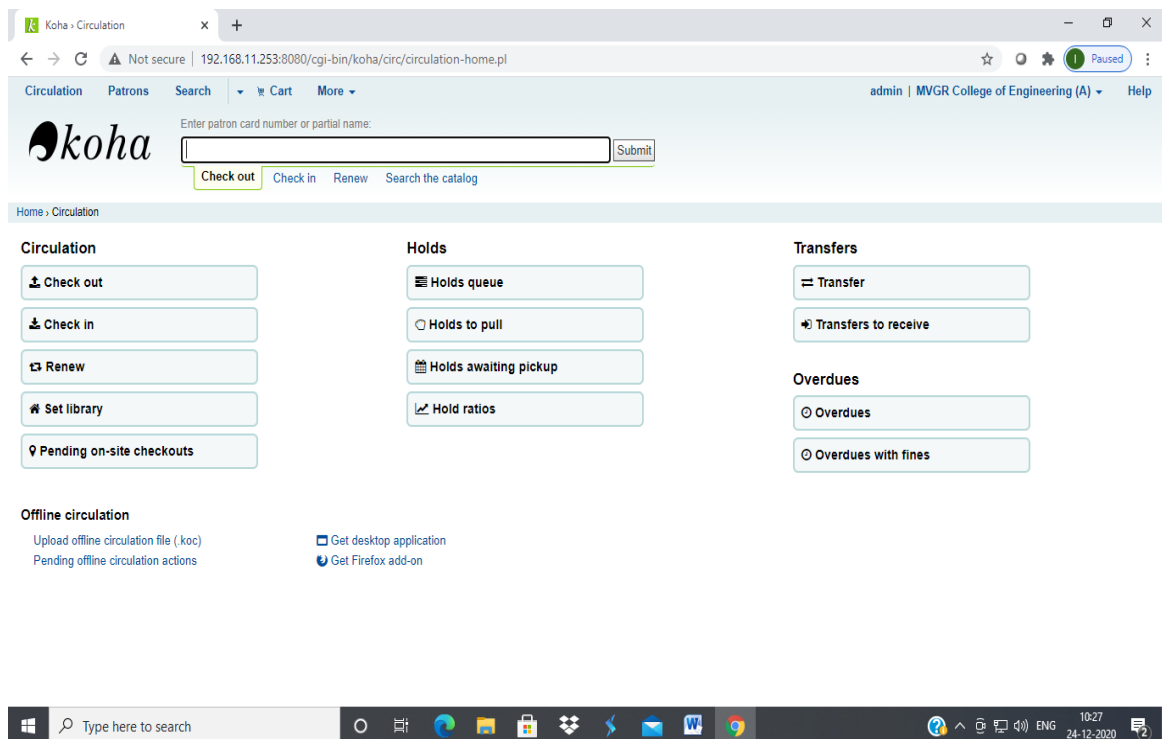 Koha › Circulation
Not secure | 192.168.11.253:8080/cgi-bin/koha/circ/circulation-home.pl
I Paused
Circulation Patrons Search Cart More admin | MVGR College of Engineering (A) Help
koha
Enter patron card number or partial name:
Submit
Check out Check in Renew Search the catalog
Home › Circulation
Circulation
Check out
Check in
Renew
Set library
Pending on-site checkouts
Holds
Holds queue
Holds to pull
Holds awaiting pickup
Hold ratios
Transfers
Transfer
Transfers to receive
Overdues
Overdues
Overdues with fines
Offline circulation
Upload offline circulation file (.koc) Get desktop application
Pending offline circulation actions Get Firefox add-on
Type here to search
W
ENG
10:27
24-12-2020
2